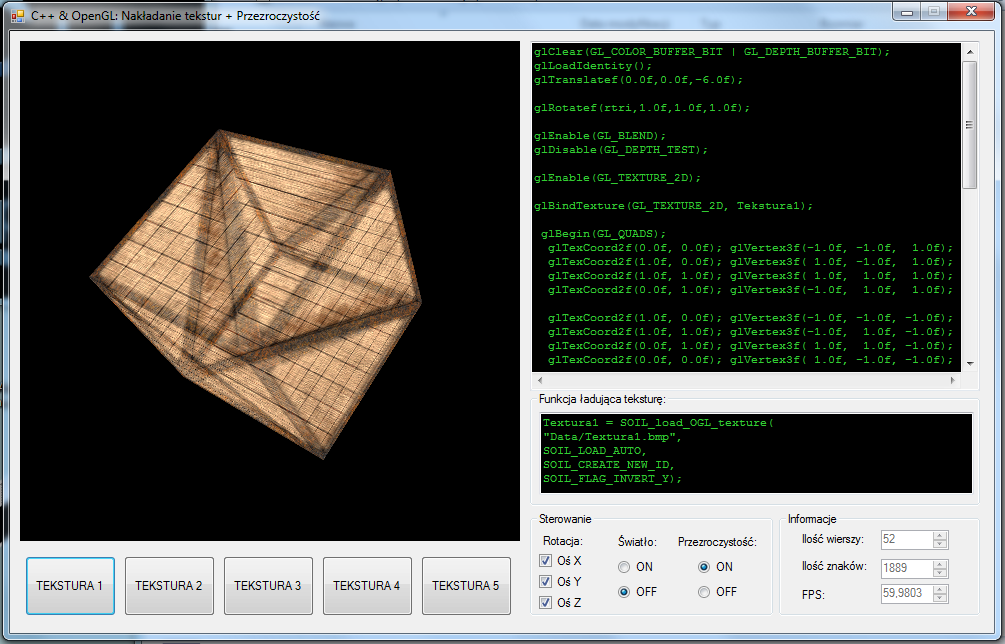 C++ & OpenGL: Nakładanie tekstur + Przezroczystość
glClear(GL_COLOR_BUFFER_BIT | GL_DEPTH_BUFFER_BIT);
glLoadIdentity();
glTranslatef(0.0f,0.0f,-6.0f);
glRotatef(rtri,1.0f,1.0f,1.0f);
glEnable(GL_BLEND);
glDisable(GL_DEPTH_TEST);
glEnable(GL_TEXTURE_2D);
glBindTexture(GL_TEXTURE_2D, Tekstura1);
glBegin(GL_QUADS);
glTexCoord2f(0.0f, 0.0f); glVertex3f(-1.0f, -1.0f,  1.0f);
glTexCoord2f(1.0f, 0.0f); glVertex3f( 1.0f, -1.0f,  1.0f);
glTexCoord2f(1.0f, 1.0f); glVertex3f( 1.0f,  1.0f,  1.0f);
glTexCoord2f(0.0f, 1.0f); glVertex3f(-1.0f,  1.0f,  1.0f);
glTexCoord2f(1.0f, 0.0f); glVertex3f(-1.0f, -1.0f, -1.0f);
glTexCoord2f(1.0f, 1.0f); glVertex3f(-1.0f,  1.0f, -1.0f);
glTexCoord2f(0.0f, 1.0f); glVertex3f( 1.0f,  1.0f, -1.0f);
glTexCoord2f(0.0f, 0.0f); glVertex3f( 1.0f, -1.0f, -1.0f);
Funkcja ładująca teksturę:
Textura1 = SOIL_load_OGL_texture(
"Data/Textura1.bmp",
SOIL_LOAD_AUTO,
SOIL_CREATE_NEW_ID,
SOIL_FLAG_INVERT_Y);
TEKSTURA 1
TEKSTURA 2
TEKSTURA 3
TEKSTURA 4
TEKSTURA 5
Sterowanie
Rotacja:
Oś X
Oś Y
Oś Z
Światło:
ON
OFF
Przezroczystość:
ON
OFF
Informacje
Ilość wierszy: 52
Ilość znaków: 1889
FPS: 59,9803